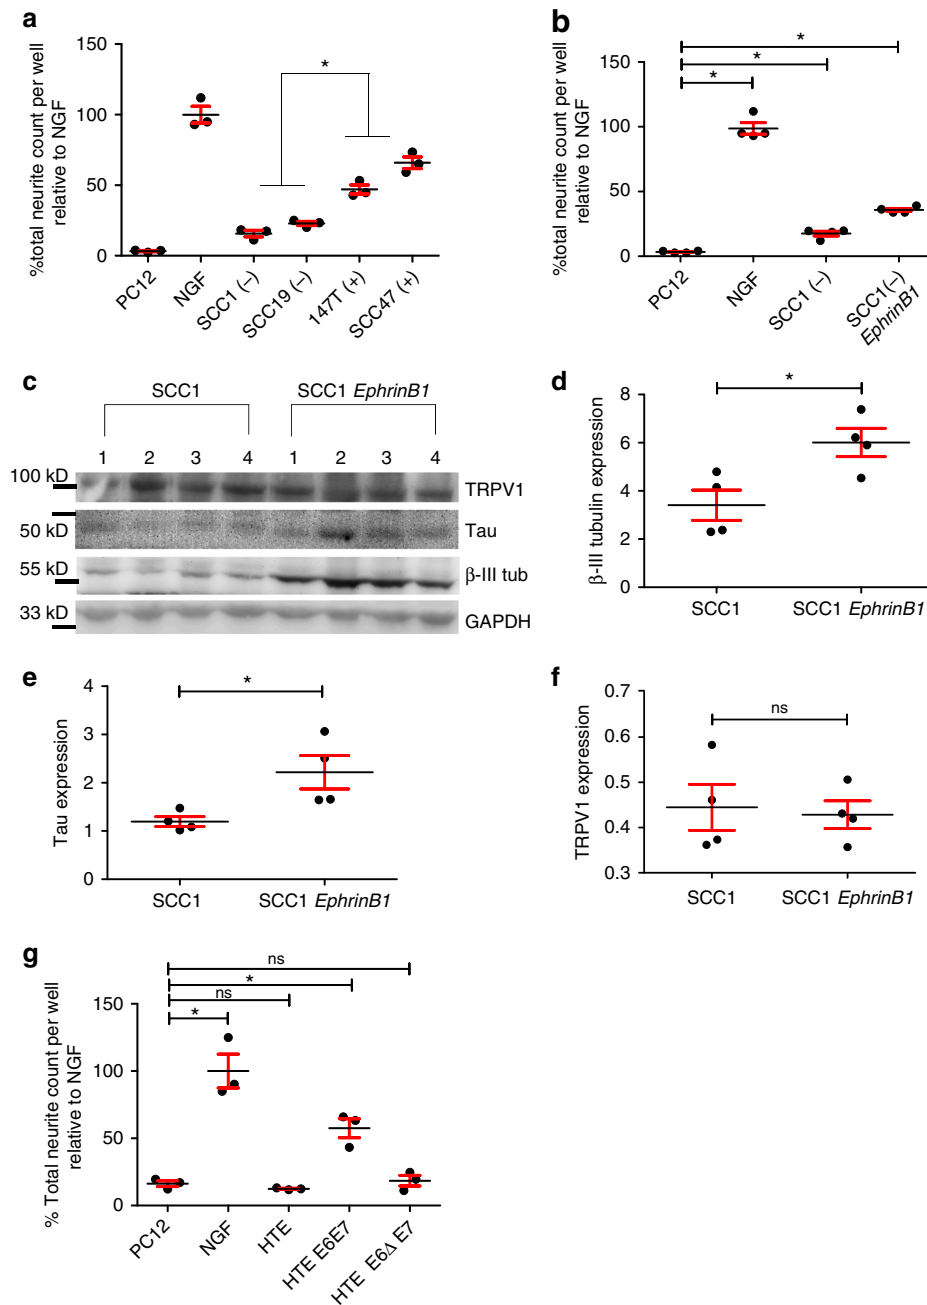 a
%total neurite count per well
relative to NGF
150
100
50
0
*
PC12
NGF
SCC1 (–)
SCC19 (–)
147T (+)
SCC47 (+)
b
%total neurite count per well
relative to NGF
150
100
50
0
*
*
*
PC12
NGF
SCC1 (–)
SCC1 (–)
EphrinB1
c
SCC1
SCC1 EphrinB1
1 2 3 4 1 2 3 4
100 kD
TRPV1
50 kD
Tau
55 kD
β-III tub
33 kD
GAPDH
d
β-III tubulin expression
8
6
4
2
0
*
SCC1
SCC1 EphrinB1
e
Tau expression
4
3
2
1
0
*
SCC1
SCC1 EphrinB1
f
TRPV1 expression
0.7
0.6
0.5
0.4
0.3
ns
SCC1
SCC1 EphrinB1
g
% Total neurite count per well
relative to NGF
150
100
50
0
ns
*
ns
*
PC12
NGF
HTE
HTE E6E7
HTE E6Δ E7